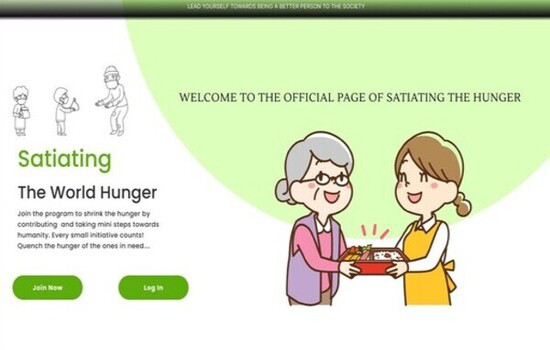 LEAD YOURSELF TOWARDS BEING A BETTER PERSON TO THE SOCIETY
WELCOME TO THE OFFICIAL PAGE OF SATIATING THE HUNGER
Satiating
The World Hunger
Join the program to shrink the hunger by
contributing and taking mini steps towards
humanity. Every small initiative counts!
Quench the hunger of the ones in need....
Join Now
Log In